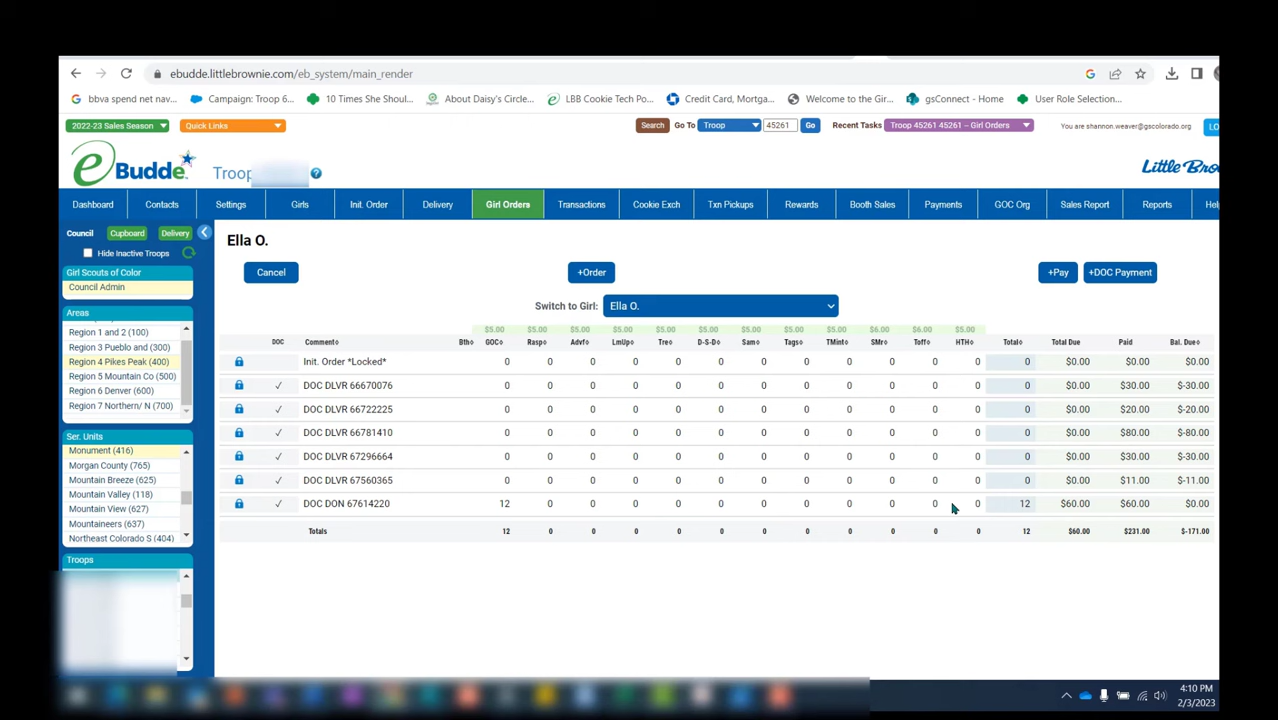 ebudde.littlebrownie.com/eb_system/main_render
bbva spend net nav... Campaign: Troop 6... 10 Times She Shoul... About Daisy's Circle... LBB Cookie Tech Po... Credit Card, Mortga... Welcome to the Gir... gsConnect - Home User Role Selection...
2022-23 Sales Season Quick Links Search Go To Troop 45261 Go Recent Tasks Troop 45261 45261 -- Girl Orders You are shannon.weaver@gscolorado.org LO
eBudde Troop ? Little Bro
Dashboard Contacts Settings Girls Init. Order Delivery Girl Orders Transactions Cookie Exch Txn Pickups Rewards Booth Sales Payments GOC Org Sales Report Reports Hel
Council Cupboard Delivery
Hide Inactive Troops
Girl Scouts of Color
Council Admin
Areas
Region 1 and 2 (100)
Region 3 Pueblo and (300)
Region 4 Pikes Peak (400)
Region 5 Mountain Co (500)
Region 6 Denver (600)
Region 7 Northern/ N (700)
Ser. Units
Monument (416)
Morgan County (765)
Mountain Breeze (625)
Mountain Valley (118)
Mountain View (627)
Mountaineers (637)
Northeast Colorado S (404)
Troops
Ella O.
Cancel +Order +Pay +DOC Payment
Switch to Girl: Ella O.
$5.00 $5.00 $5.00 $5.00 $5.00 $5.00 $5.00 $5.00 $5.00 $6.00 $6.00 $5.00
DOC Comment Bth GOC Rasp Advf LmUp Tre D-S-D Sam Tags TMint SMr Toff HTH Total Total Due Paid Bal. Due
Init. Order *Locked* 0 0 0 0 0 0 0 0 0 0 0 0 0 $0.00 $0.00 $0.00
✓ DOC DLVR 66670076 0 0 0 0 0 0 0 0 0 0 0 0 0 $0.00 $30.00 $-30.00
✓ DOC DLVR 66722225 0 0 0 0 0 0 0 0 0 0 0 0 0 $0.00 $20.00 $-20.00
✓ DOC DLVR 66781410 0 0 0 0 0 0 0 0 0 0 0 0 0 $0.00 $80.00 $-80.00
✓ DOC DLVR 67296664 0 0 0 0 0 0 0 0 0 0 0 0 0 $0.00 $30.00 $-30.00
✓ DOC DLVR 67560365 0 0 0 0 0 0 0 0 0 0 0 0 0 $0.00 $11.00 $-11.00
✓ DOC DON 67614220 12 0 0 0 0 0 0 0 0 0 0 0 12 $60.00 $60.00 $0.00
Totals 12 0 0 0 0 0 0 0 0 0 0 0 12 $60.00 $231.00 $-171.00
4:10 PM
2/3/2023